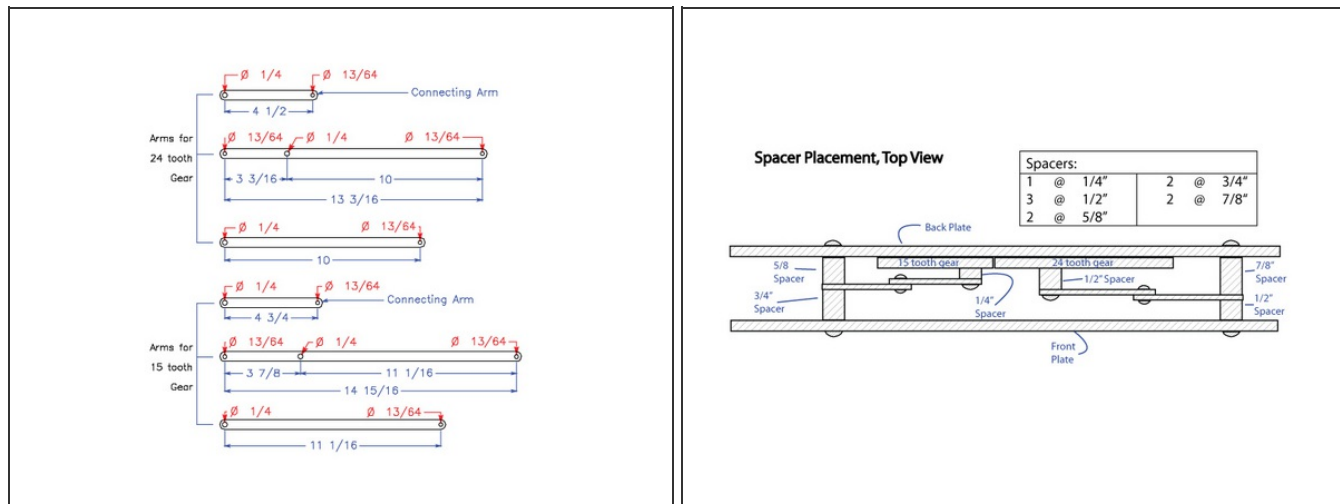 Ø 1/4 Ø 13/64
Connecting Arm
4 1/2
Arms for
24 tooth
Gear
Ø 13/64 Ø 1/4 Ø 13/64
3 3/16 10
13 3/16
Ø 1/4 Ø 13/64
10
Ø 1/4 Ø 13/64
Connecting Arm
4 3/4
Arms for
15 tooth
Gear
Ø 13/64 Ø 1/4 Ø 13/64
3 7/8 11 1/16
14 15/16
Ø 1/4 Ø 13/64
11 1/16
Spacer Placement, Top View
Spacers:
1 @ 1/4" 2 @ 3/4"
3 @ 1/2" 2 @ 7/8"
2 @ 5/8"
Back Plate
15 tooth gear 24 tooth gear
5/8
Spacer
3/4"
Spacer
1/4"
Spacer
1/2" Spacer
7/8"
Spacer
1/2"
Spacer
Front
Plate